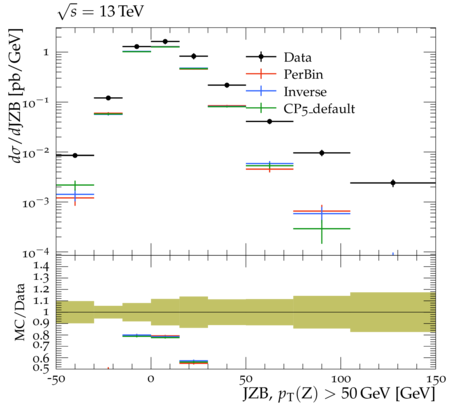 √s = 13 TeV
dσ/dJZB [pb/GeV]
1
10⁻¹
10⁻²
10⁻³
10⁻⁴
Data
PerBin
Inverse
CP5_default
MC/Data
1.4
1.3
1.2
1.1
1
0.9
0.8
0.7
0.6
0.5
-50 0 50 100 150
JZB, pT(Z) > 50 GeV [GeV]